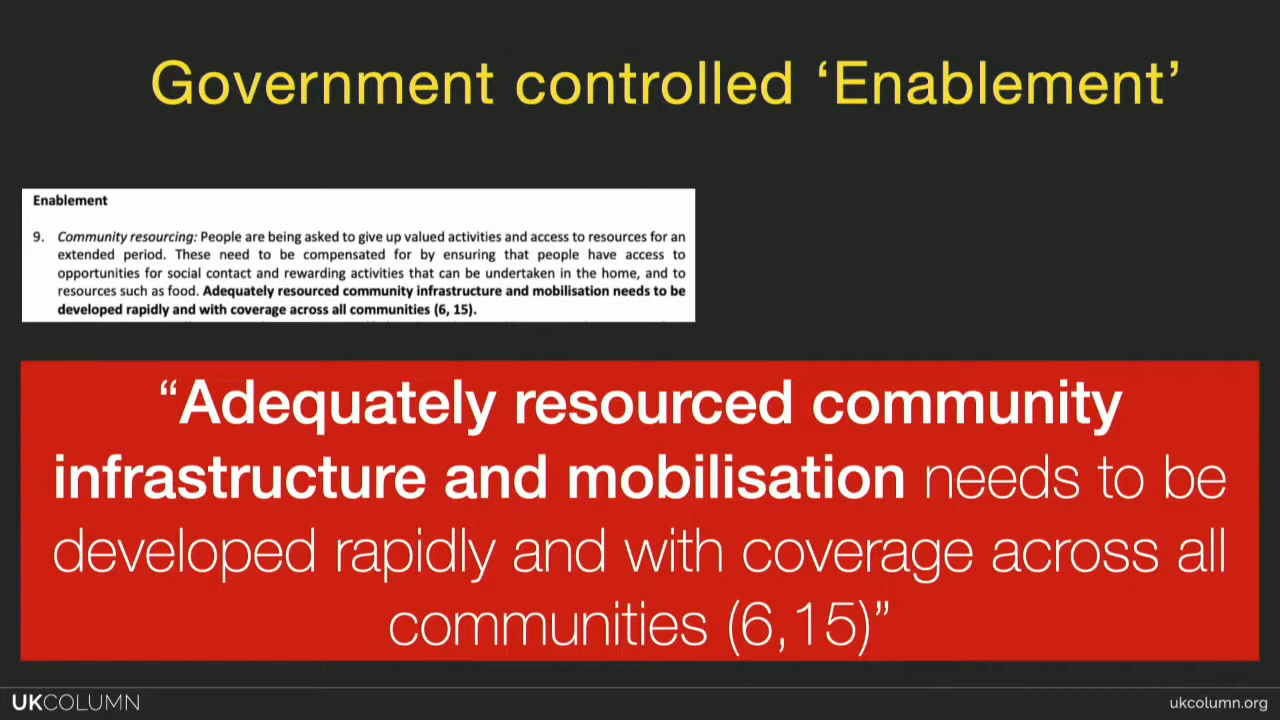 Government controlled ‘Enablement’
Enablement
9. Community resourcing: People are being asked to give up valued activities and access to resources for an
extended period. These need to be compensated for by ensuring that people have access to
opportunities for social contact and rewarding activities that can be undertaken in the home, and to
resources such as food. Adequately resourced community infrastructure and mobilisation needs to be
developed rapidly and with coverage across all communities (6, 15).
“Adequately resourced community
infrastructure and mobilisation needs to be
developed rapidly and with coverage across all
communities (6,15)”
UKCOLUMN
ukcolumn.org